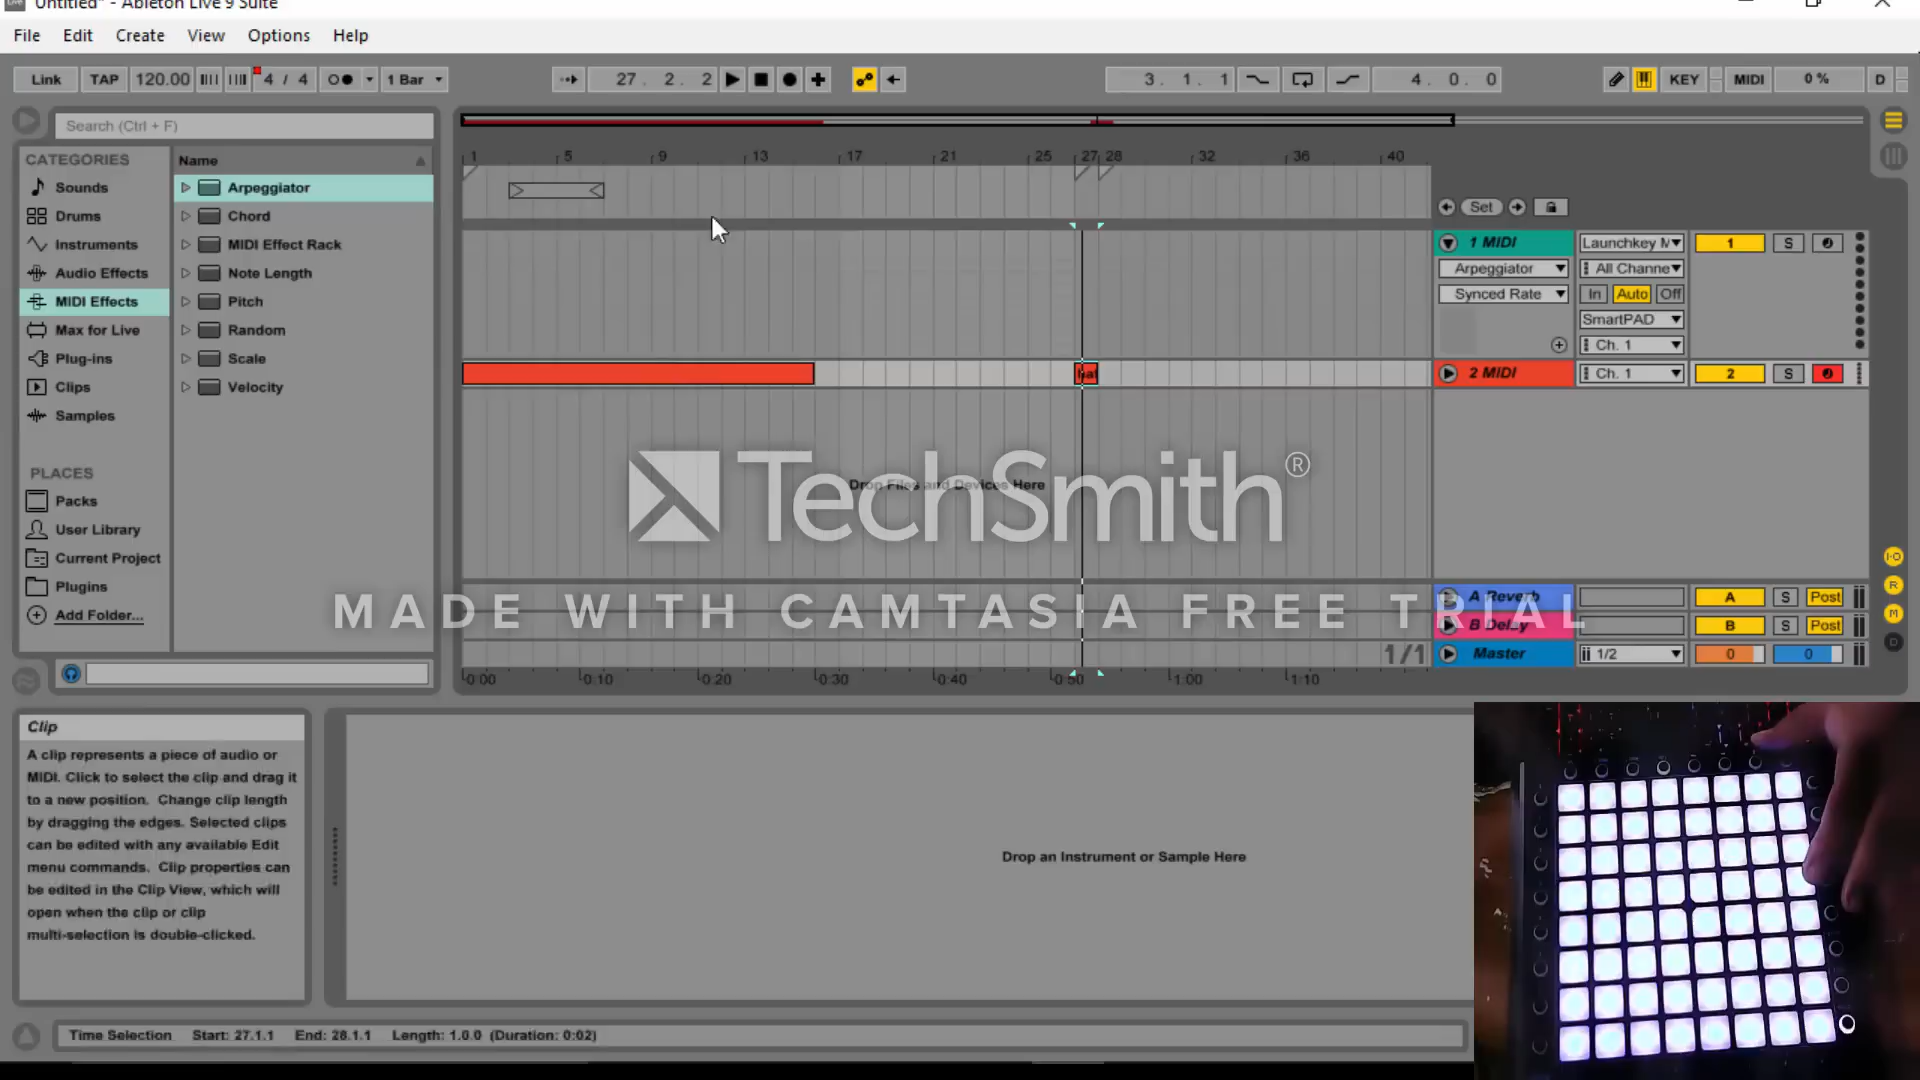 Untitled* - Ableton Live 9 Suite
File Edit Create View Options Help
Link TAP 120.00 4 / 4 1 Bar 27. 2. 2 3. 1. 1 4. 0. 0 KEY MIDI 0 % D
Search (Ctrl + F)
CATEGORIES
Sounds
Drums
Instruments
Audio Effects
MIDI Effects
Max for Live
Plug-ins
Clips
Samples
PLACES
Packs
User Library
Current Project
Plugins
Add Folder...
Name
Arpeggiator
Chord
MIDI Effect Rack
Note Length
Pitch
Random
Scale
Velocity
1 5 9 13 17 21 25 27 28 32 36 40
Set
1 MIDI Launchkey M 1 S
Arpeggiator All Channe
Synced Rate In Auto Off
SmartPAD
Ch. 1
2 MIDI Ch. 1 2 S
Drop Files and Devices Here
TechSmith®
MADE WITH CAMTASIA FREE TRIAL
A Reverb A S Post
B Delay B S Post
1/1 Master 1/2 0 0
0:00 0:10 0:20 0:30 0:40 0:50 1:00 1:10
I·O
R
M
D
Clip
A clip represents a piece of audio or
MIDI. Click to select the clip and drag it
to a new position. Change clip length
by dragging the edges. Selected clips
can be edited with any available Edit
menu commands. Clip properties can
be edited in the Clip View, which will
open when the clip or clip
multi-selection is double-clicked.
Drop an Instrument or Sample Here
Time Selection Start: 27.1.1 End: 28.1.1 Length: 1.0.0 (Duration: 0:02)